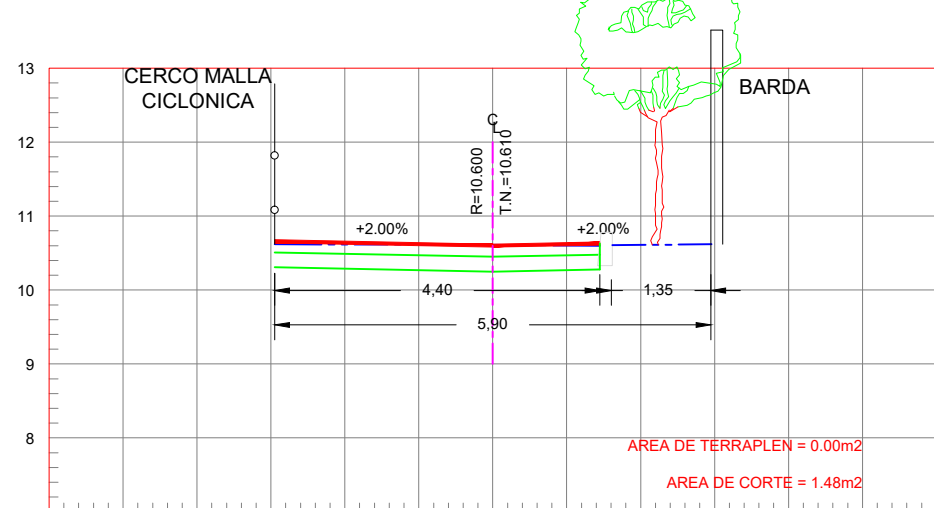 13
CERCO MALLA
CICLONICA
BARDA
12
CL
R=10.600
T.N.=10.610
11
+2.00%
+2.00%
10
4,40
1,35
5,90
9
8
AREA DE TERRAPLEN = 0.00m2
AREA DE CORTE = 1.48m2